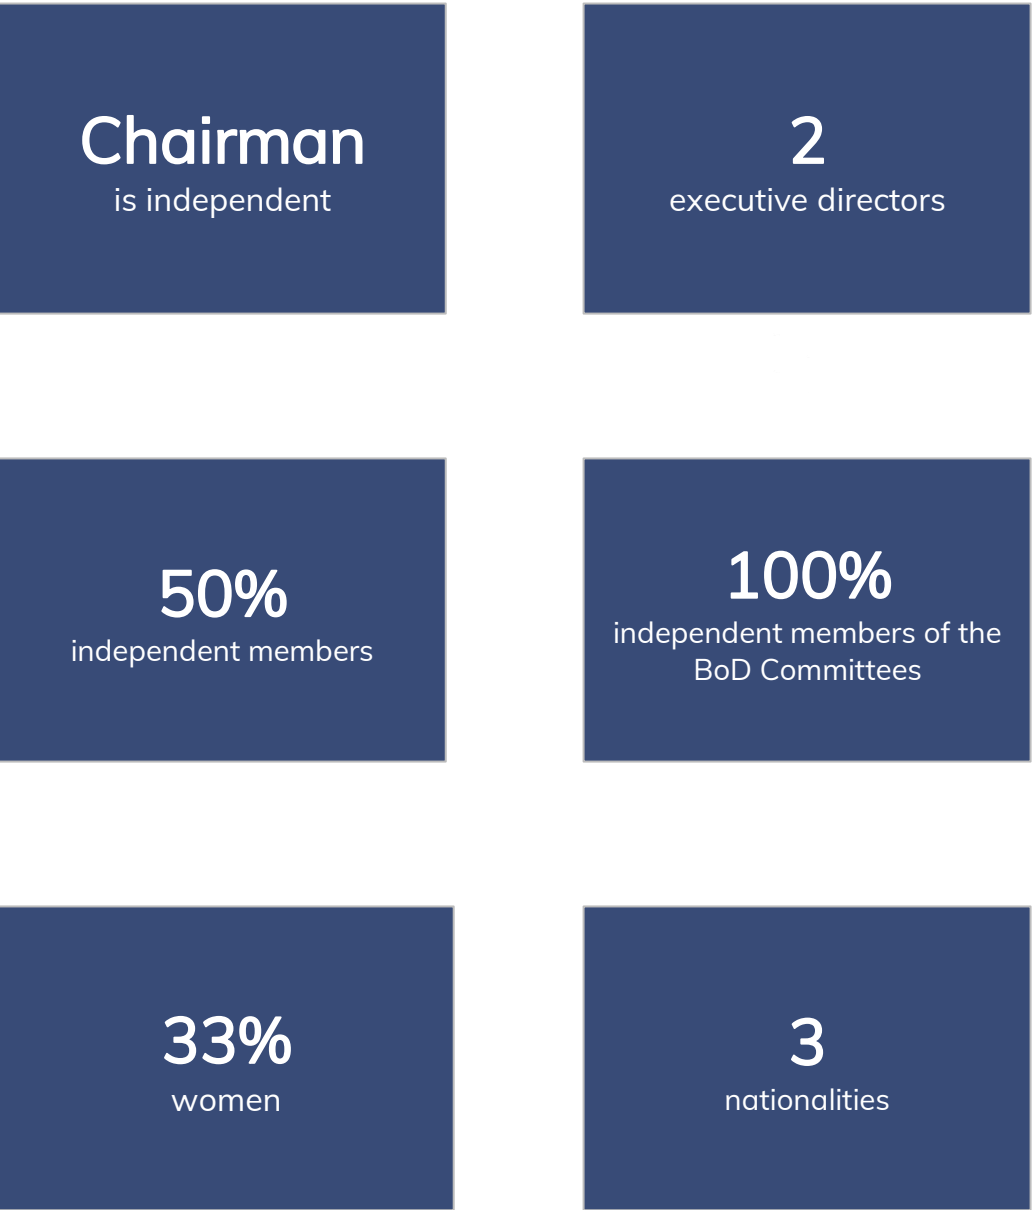 Chairman
is independent
2
executive directors
50%
independent members
100%
independent members of the
BoD Committees
33%
women
3
nationalities